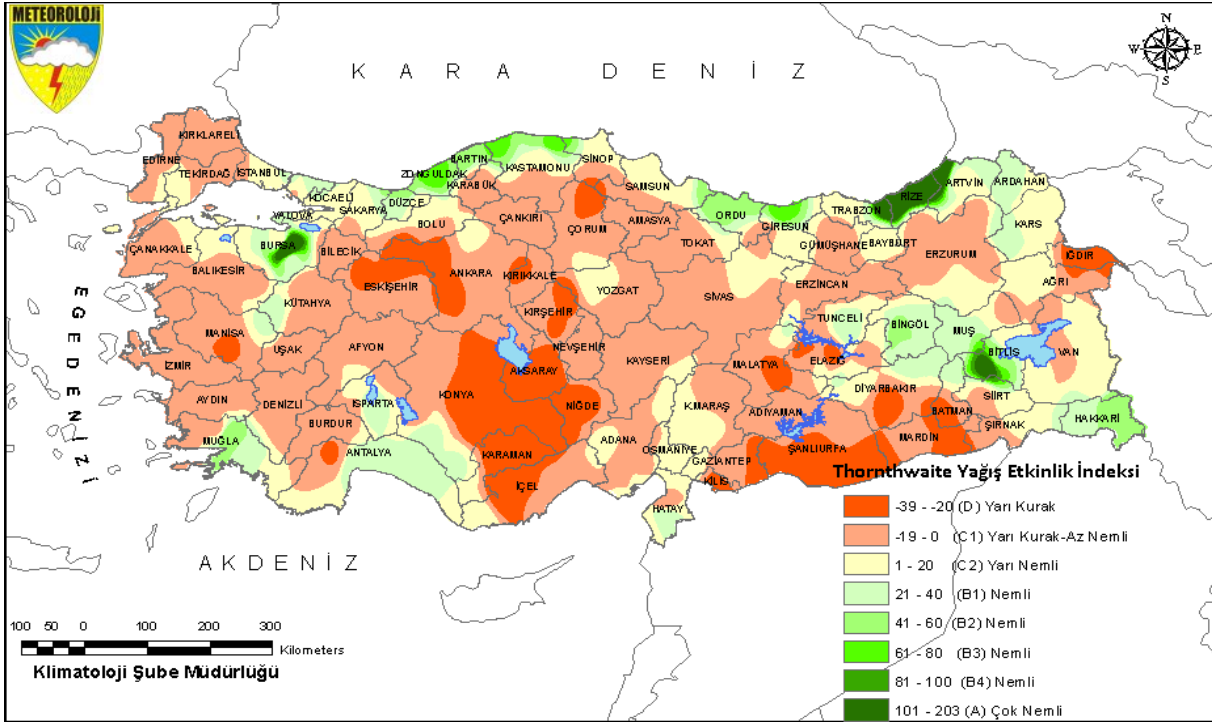 METEOROLOJİ
KARA DENİZ
N
W E
S
KIRKLARELİ
EDİRNE
TEKİRDAĞ
İSTANBUL
KOCAELİ
YALOVA
SAKARYA
DÜZCE
ZONGULDAK
BARTIN
KARABÜK
KASTAMONU
SİNOP
BOLU
ÇANKIRI
SAMSUN
ÇORUM
AMASYA
TOKAT
ORDU
GİRESUN
TRABZON
RİZE
ARTVİN
ARDAHAN
KARS
GÜMÜŞHANE
BAYBURT
ERZURUM
IĞDIR
AĞRI
ÇANAKKALE
BALIKESİR
BURSA
BİLECİK
ESKİŞEHİR
ANKARA
KIRIKKALE
KÜTAHYA
KIRŞEHİR
YOZGAT
SİVAS
ERZİNCAN
TUNCELİ
BİNGÖL
MUŞ
BİTLİS
VAN
EGE DENİZİ
MANİSA
İZMİR
UŞAK
AFYON
NEVŞEHİR
KAYSERİ
MALATYA
ELAZIĞ
AKSARAY
NİĞDE
AYDIN
DENİZLİ
ISPARTA
KONYA
K.MARAŞ
ADIYAMAN
DİYARBAKIR
BATMAN
SİİRT
ŞIRNAK
HAKKARİ
MUĞLA
BURDUR
ANTALYA
KARAMAN
İÇEL
ADANA
OSMANİYE
GAZİANTEP
KİLİS
ŞANLIURFA
MARDİN
HATAY
AKDENİZ
Thornthwaite Yağış Etkinlik İndeksi
-39 - -20 (D) Yarı Kurak
-19 - 0 (C1) Yarı Kurak-Az Nemli
1 - 20 (C2) Yarı Nemli
21 - 40 (B1) Nemli
41 - 60 (B2) Nemli
61 - 80 (B3) Nemli
81 - 100 (B4) Nemli
101 - 203 (A) Çok Nemli
100 50 0 100 200 300
Kilometers
Klimatoloji Şube Müdürlüğü